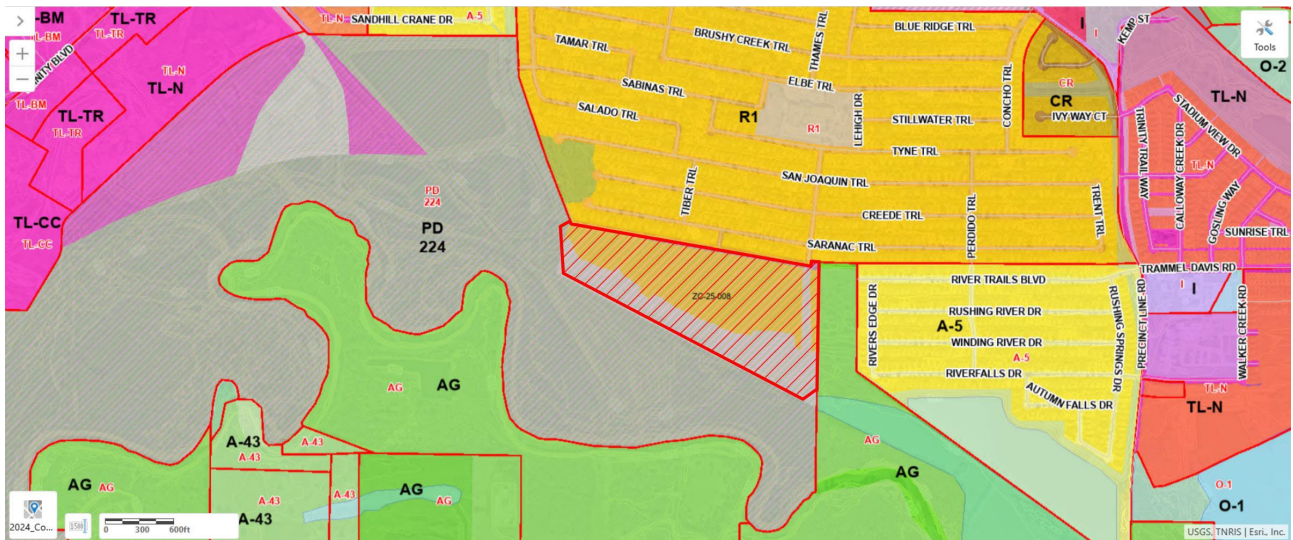 -BM
TL-TR
TL-N
SANDHILL CRANE DR
A-5
BLUE RIDGE TRL
I
KEMP ST
TL-BM
TL-TR
TAMAR TRL
BRUSHY CREEK TRL
THAMES TRL
I
Tools
NITY BLVD
TL-N
TL-N
SABINAS TRL
ELBE TRL
CONCHO TRL
O-2
TL-BM
TL-TR
TL-TR
SALADO TRL
R1
R1
LEHIGH DR
STILLWATER TRL
CR
CR
IVY WAY CT
TL-N
STADIUM VIEW DR
TYNE TRL
TRINITY TRAIL WAY
CALLOWAY CREEK DR
TL-N
GOSLING WAY
SAN JOAQUIN TRL
TIBER TRL
TL-CC
TL-CC
PD
224
PD
224
CREEDE TRL
PERDIDO TRL
TRENT TRL
SUNRISE TRL
SARANAC TRL
TRAMMEL DAVIS RD
RIVER TRAILS BLVD
I
I
ZC-25-008
RIVERS EDGE DR
RUSHING RIVER DR
RUSHING SPRINGS DR
PRECINCT LINE RD
WALKER CREEK RD
A-5
WINDING RIVER DR
A-5
RIVERFALLS DR
AUTUMN FALLS DR
TL-N
TL-N
AG
AG
A-43
A-43
A-43
AG
AG
AG
AG
A-43
A-43
A-43
AG
AG
O-1
O-1
2024_Co...
0 300 600ft
USGS, TNRIS | Esri., Inc.